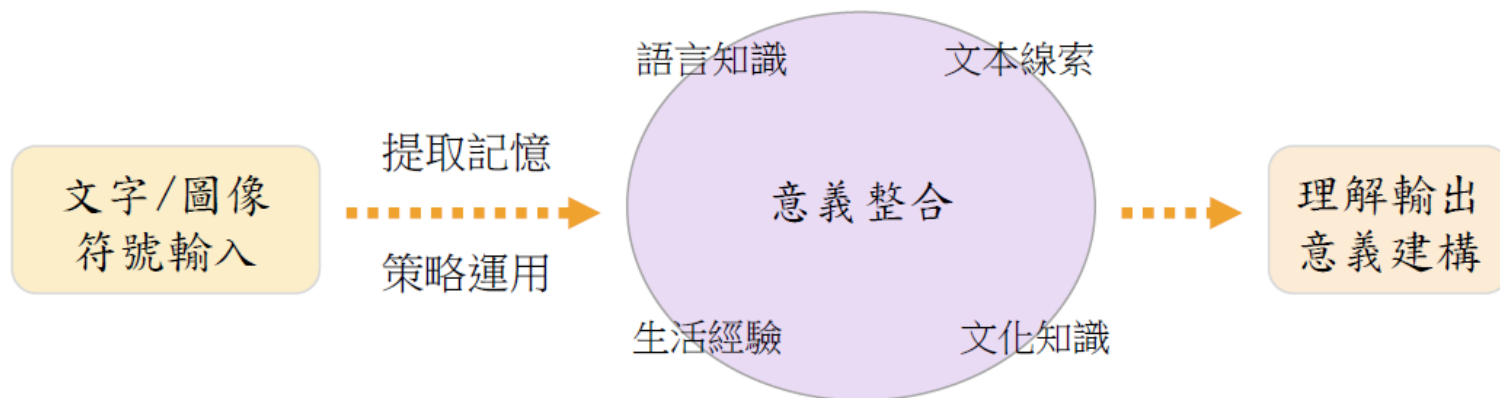 文字/圖像
符號輸入
提取記憶
策略運用
語言知識
文本線索
意義整合
生活經驗
文化知識
理解輸出
意義建構